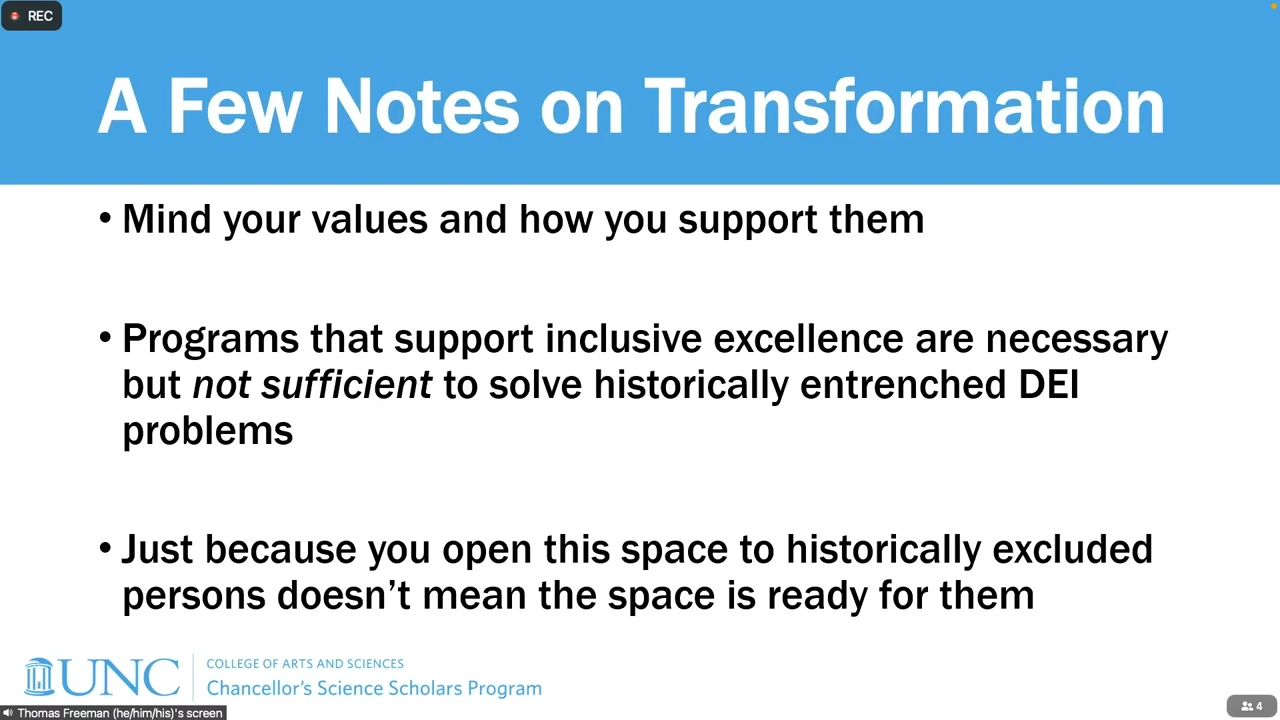 REC
A Few Notes on Transformation
• Mind your values and how you support them
• Programs that support inclusive excellence are necessary
but not sufficient to solve historically entrenched DEI
problems
• Just because you open this space to historically excluded
persons doesn’t mean the space is ready for them
UNC
COLLEGE OF ARTS AND SCIENCES
Chancellor’s Science Scholars Program
Thomas Freeman (he/him/his)'s screen
4